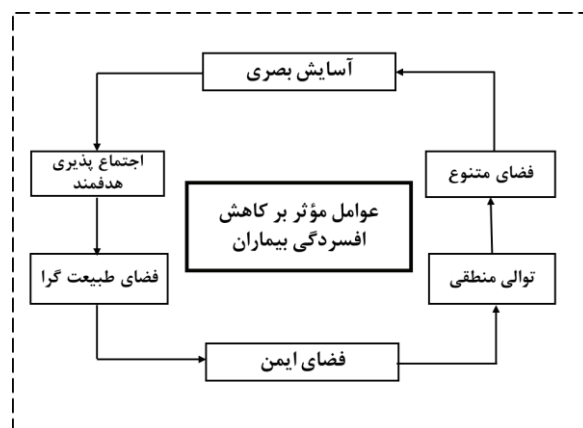 آسایش بصری
اجتماع پذیری
هدفمند
فضای متنوع
عوامل مؤثر بر کاهش
افسردگی بیماران
فضای طبیعت گرا
توالی منطقی
فضای ایمن